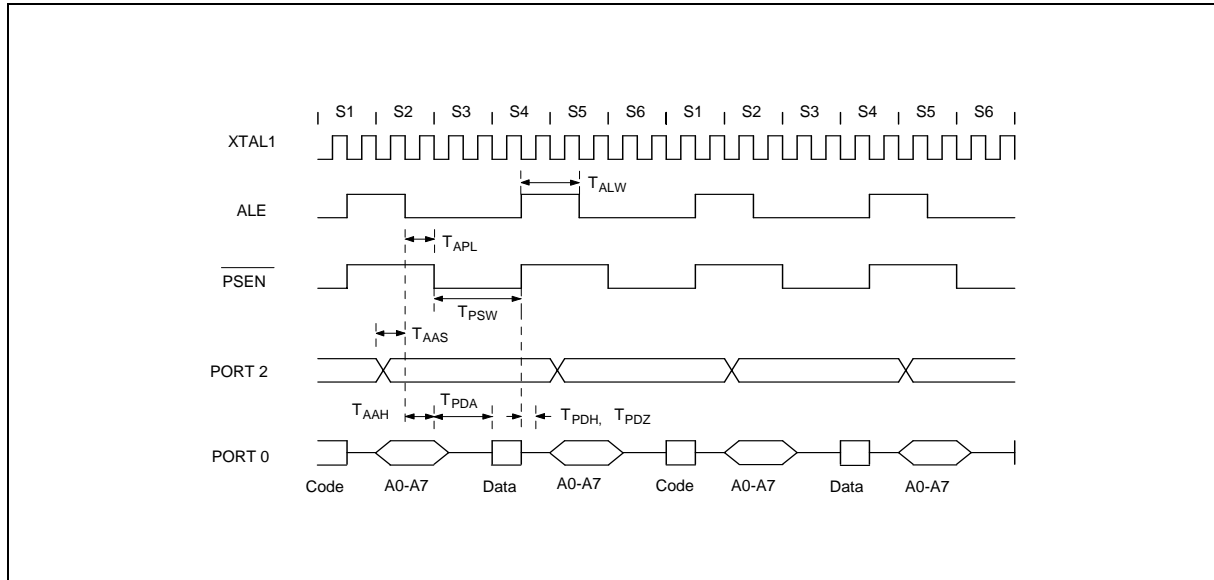 S1 S2 S3 S4 S5 S6 S1 S2 S3 S4 S5 S6
XTAL1
TALW
ALE
TAPL
PSEN
TPSW
TAAS
PORT 2
TAAH TPDA TPDH, TPDZ
PORT 0
Code A0-A7 Data A0-A7 Code A0-A7 Data A0-A7